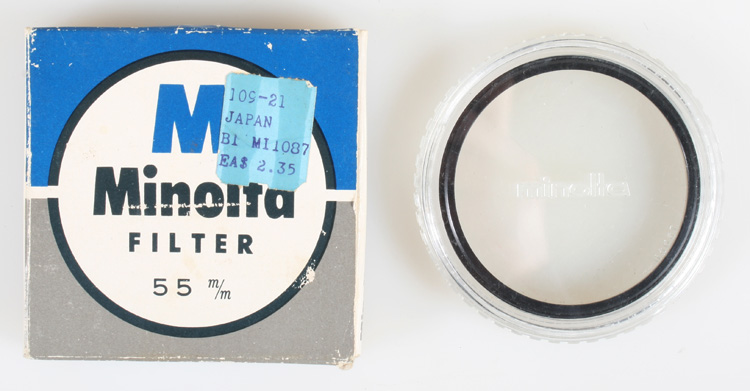 M
109-21
JAPAN
BI MI1087
EA$ 2.35
Minolta
FILTER
55 m/m
minolta